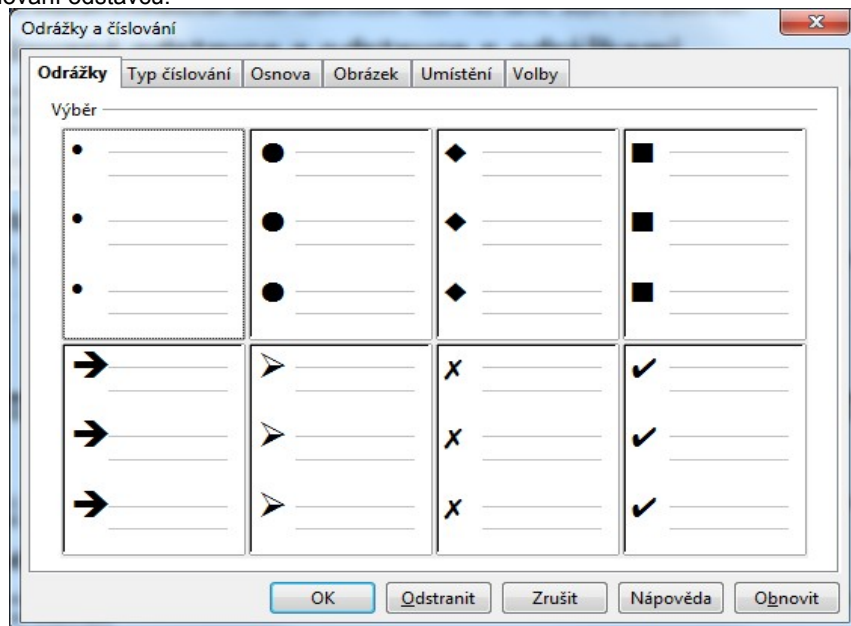 Odrážky a číslování
Odrážky Typ číslování Osnova Obrázek Umístění Volby
Výběr
OK Odstranit Zrušit Nápověda Obnovit